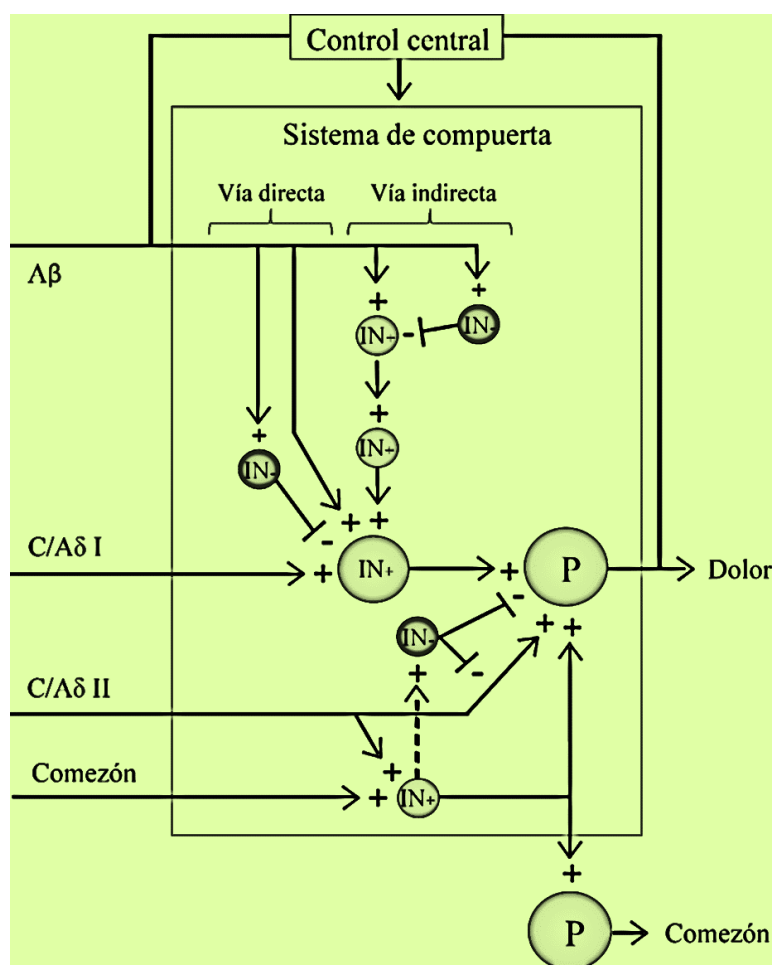 Control central
Sistema de compuerta
Vía directa
Vía indirecta
Aβ
+
+
IN+
-
IN-
+
+
IN-
IN+
+
+
-
C/Aδ I
+
IN+
+
P
Dolor
-
IN-
+
+
-
C/Aδ II
+
Comezón
+
+
IN+
+
P
Comezón